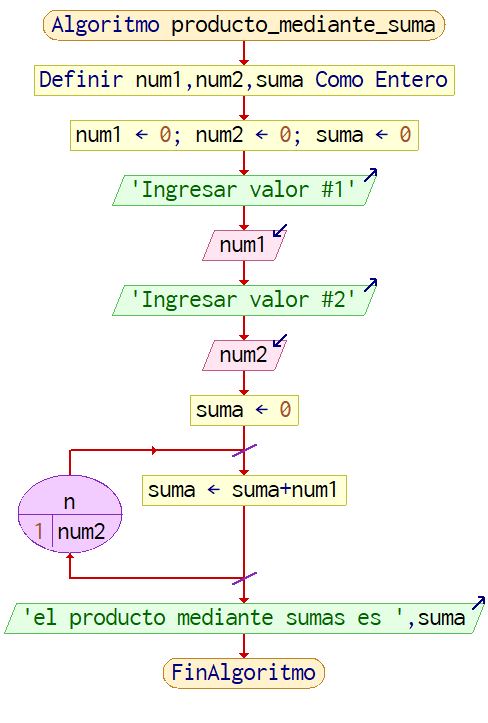 Algoritmo producto_mediante_suma
Definir num1,num2,suma Como Entero
num1 ← 0; num2 ← 0; suma ← 0
'Ingresar valor #1'
num1
'Ingresar valor #2'
num2
suma ← 0
suma ← suma+num1
n
1 num2
'el producto mediante sumas es ',suma
FinAlgoritmo